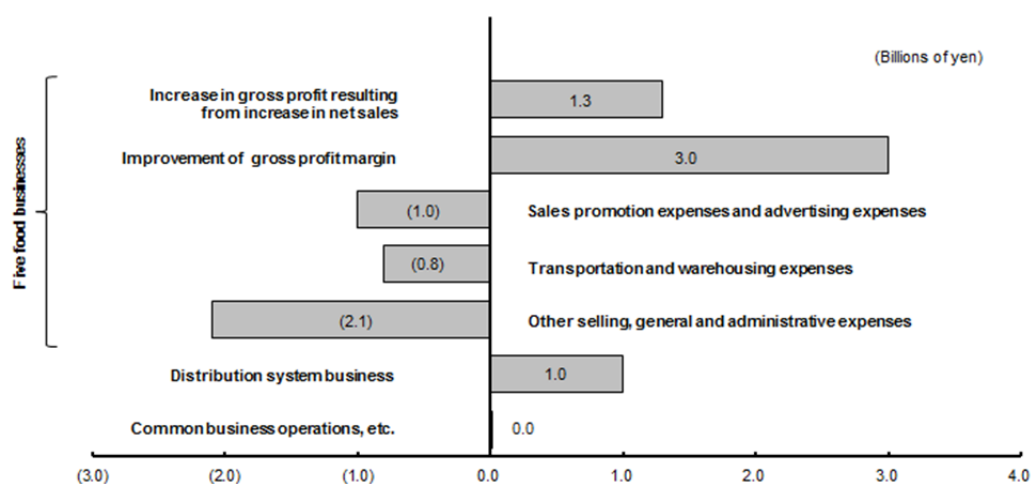 (Billions of yen)
Five food businesses
Increase in gross profit resulting
from increase in net sales
1.3
Improvement of gross profit margin
3.0
(1.0)
Sales promotion expenses and advertising expenses
(0.8)
Transportation and warehousing expenses
(2.1)
Other selling, general and administrative expenses
Distribution system business
1.0
Common business operations, etc.
0.0
(3.0) (2.0) (1.0) 0.0 1.0 2.0 3.0 4.0